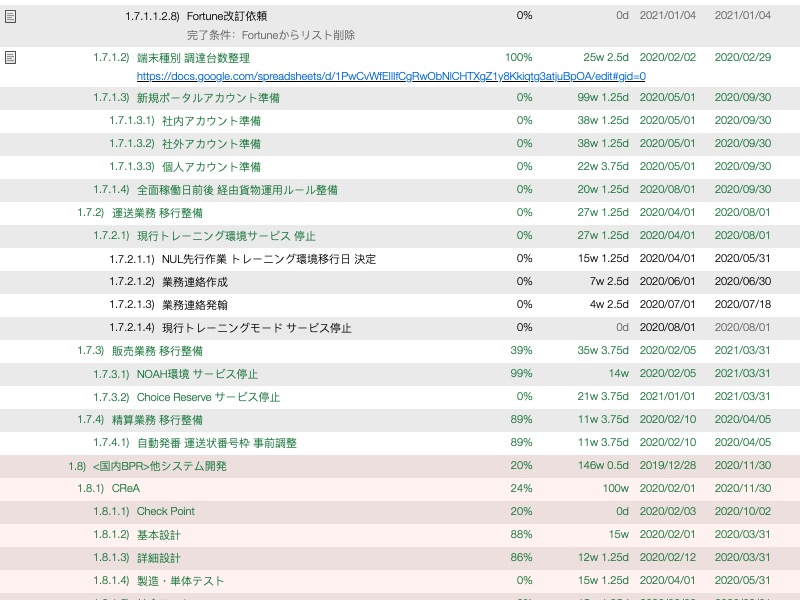 1.7.1.1.2.8) Fortune改訂依頼 0% 0d 2021/01/04 2021/01/04
完了条件: Fortuneからリスト削除
1.7.1.2) 端末種別 調達台数整理 100% 25w 2.5d 2020/02/02 2020/02/29
1.7.1.3) 新規ポータルアカウント準備 0% 99w 1.25d 2020/05/01 2020/09/30
1.7.1.3.1) 社内アカウント準備 0% 38w 1.25d 2020/05/01 2020/09/30
1.7.1.3.2) 社外アカウント準備 0% 38w 1.25d 2020/05/01 2020/09/30
1.7.1.3.3) 個人アカウント準備 0% 22w 3.75d 2020/05/01 2020/09/30
1.7.1.4) 全面稼働日前後 経由貨物運用ルール整備 0% 20w 1.25d 2020/08/01 2020/09/30
1.7.2) 運送業務 移行整備 0% 27w 1.25d 2020/04/01 2020/08/01
1.7.2.1) 現行トレーニング環境サービス 停止 0% 27w 1.25d 2020/04/01 2020/08/01
1.7.2.1.1) NUL先行作業 トレーニング環境移行日 決定 0% 15w 1.25d 2020/04/01 2020/05/31
1.7.2.1.2) 業務連絡作成 0% 7w 2.5d 2020/06/01 2020/06/30
1.7.2.1.3) 業務連絡発翰 0% 4w 2.5d 2020/07/01 2020/07/18
1.7.2.1.4) 現行トレーニングモード サービス停止 0% 0d 2020/08/01 2020/08/01
1.7.3) 販売業務 移行整備 39% 35w 3.75d 2020/02/05 2021/03/31
1.7.3.1) NOAH環境 サービス停止 99% 14w 2020/02/05 2021/03/31
1.7.3.2) Choice Reserve サービス停止 0% 21w 3.75d 2021/01/01 2021/03/31
1.7.4) 精算業務 移行整備 89% 11w 3.75d 2020/02/10 2020/04/05
1.7.4.1) 自動発番 運送状番号枠 事前調整 89% 11w 3.75d 2020/02/10 2020/04/05
1.8) <国内BPR>他システム開発 20% 146w 0.5d 2019/12/28 2020/11/30
1.8.1) CReA 24% 100w 2020/02/01 2020/11/30
1.8.1.1) Check Point 20% 0d 2020/02/03 2020/10/02
1.8.1.2) 基本設計 88% 15w 2020/02/01 2020/03/31
1.8.1.3) 詳細設計 86% 12w 1.25d 2020/02/12 2020/03/31
1.8.1.4) 製造・単体テスト 0% 15w 1.25d 2020/04/01 2020/05/31